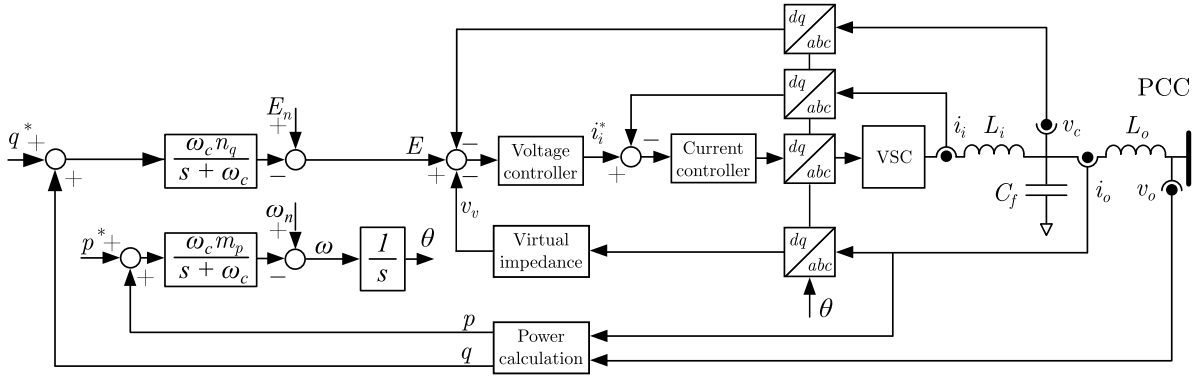 dq
abc
PCC
dq
abc
E_n
+
i_i^*
−
i_i
L_i
v_c
L_o
q^*
+
ω_c n_q
s + ω_c
E
−
Voltage
controller
Current
controller
dq
abc
VSC
+
−
+
−
+
C_f
i_o
v_o
ω_n
+
v_v
p^*
+
ω_c m_p
s + ω_c
ω
1
s
θ
Virtual
impedance
dq
abc
+
−
θ
p
Power
calculation
q